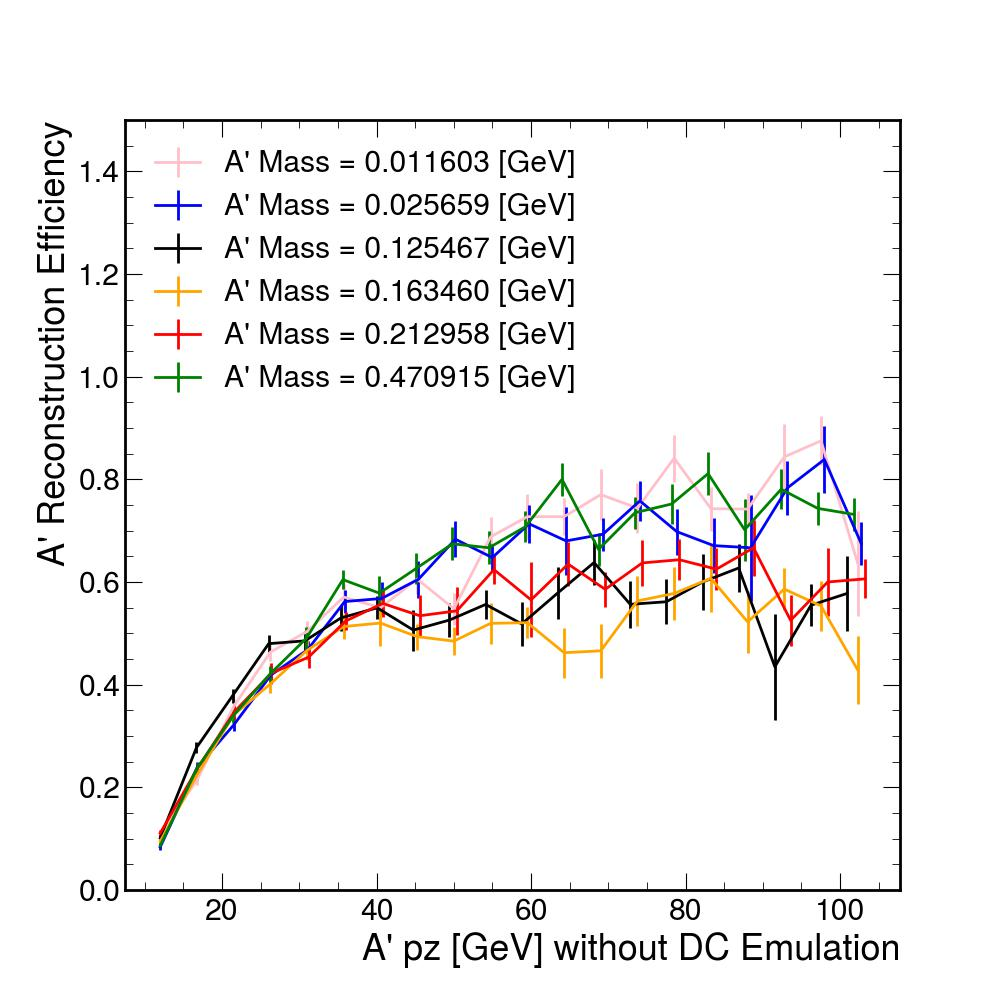 A' Reconstruction Efficiency
1.4
1.2
1.0
0.8
0.6
0.4
0.2
0.0
A' Mass = 0.011603 [GeV]
A' Mass = 0.025659 [GeV]
A' Mass = 0.125467 [GeV]
A' Mass = 0.163460 [GeV]
A' Mass = 0.212958 [GeV]
A' Mass = 0.470915 [GeV]
20 40 60 80 100
A' pz [GeV] without DC Emulation